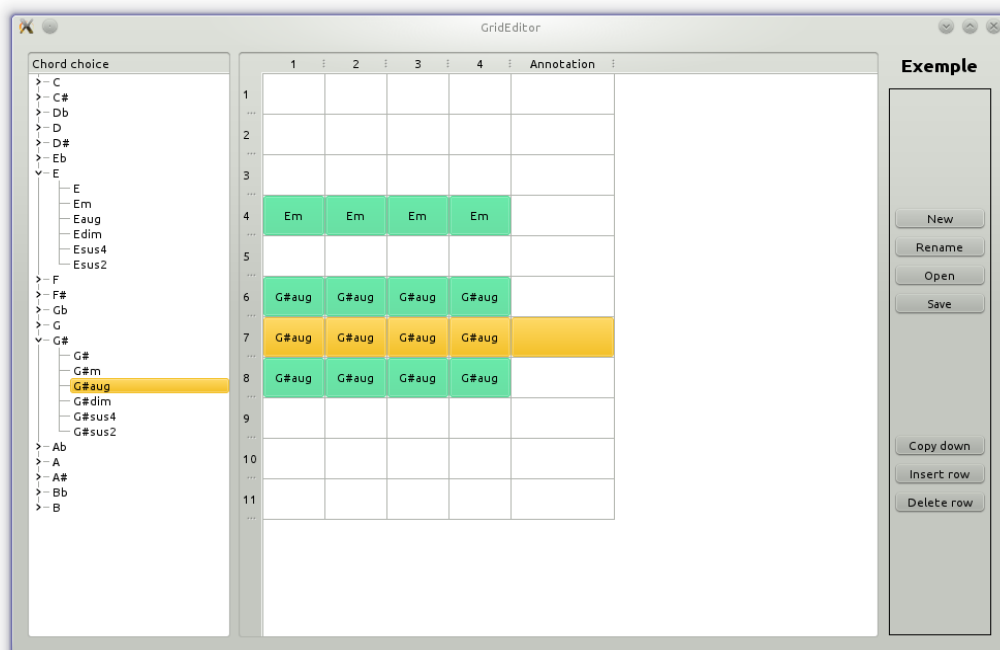 GridEditor
Chord choice
C
C#
Db
D
D#
Eb
E
E
Em
Eaug
Edim
Esus4
Esus2
F
F#
Gb
G
G#
G#
G#m
G#aug
G#dim
G#sus4
G#sus2
Ab
A
A#
Bb
B
1 2 3 4 Annotation
1
...
2
...
3
...
4 Em Em Em Em
...
5
...
6 G#aug G#aug G#aug G#aug
...
7 G#aug G#aug G#aug G#aug
...
8 G#aug G#aug G#aug G#aug
...
9
...
10
...
11
...
Exemple
New
Rename
Open
Save
Copy down
Insert row
Delete row